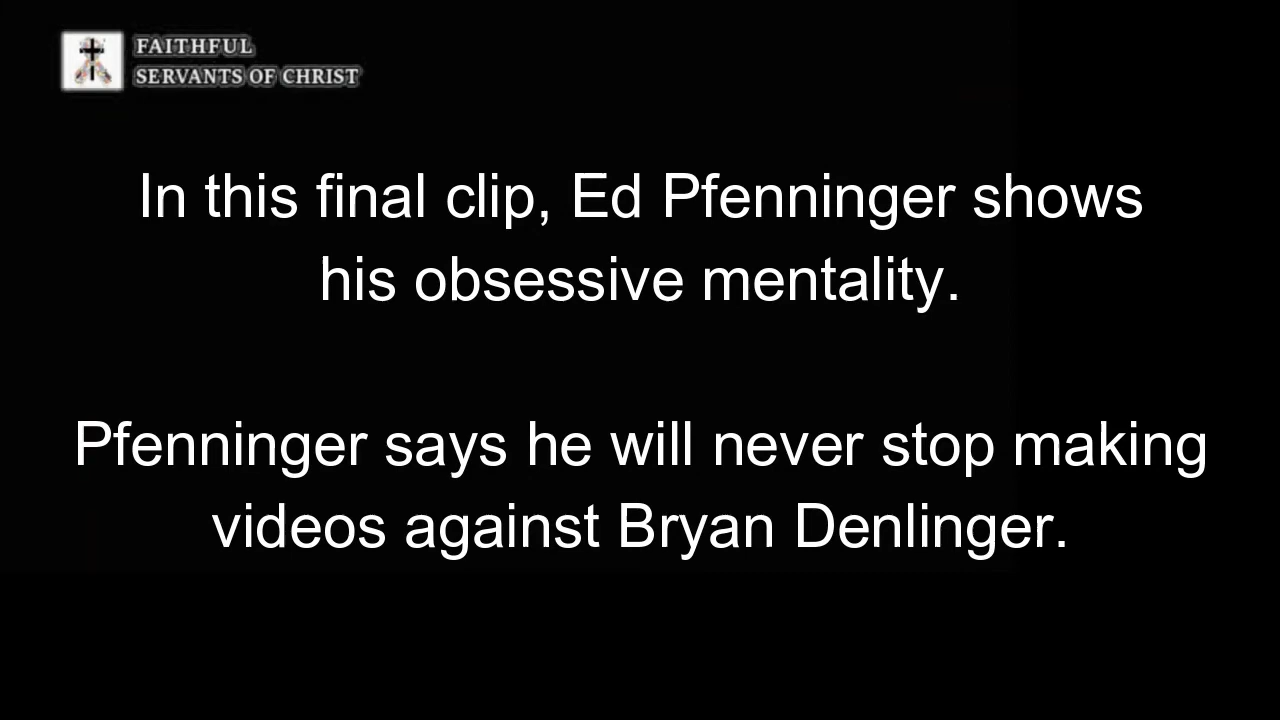 FAITHFUL
SERVANTS OF CHRIST
In this final clip, Ed Pfenninger shows
his obsessive mentality.
Pfenninger says he will never stop making
videos against Bryan Denlinger.